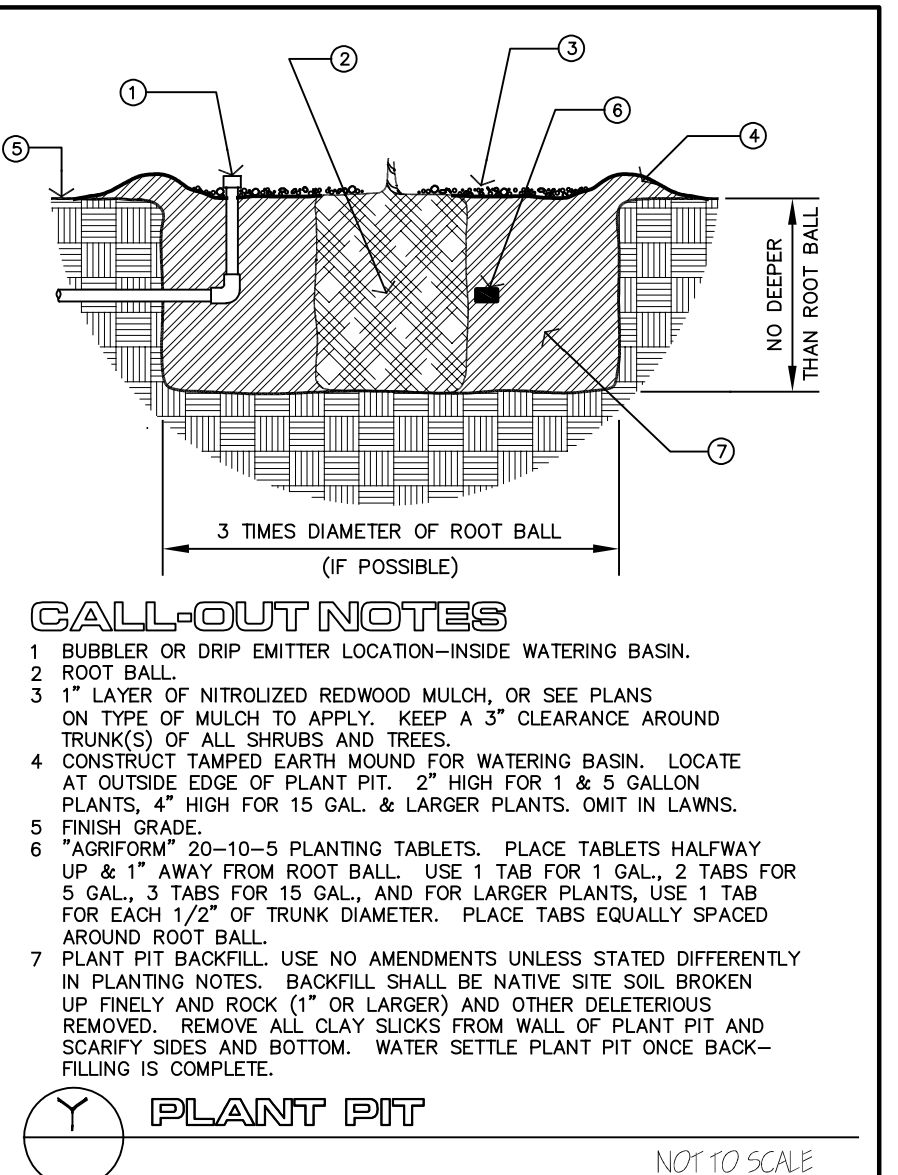 2
3
1
6
5
4
NO DEEPER
THAN ROOT BALL
7
3 TIMES DIAMETER OF ROOT BALL
(IF POSSIBLE)
CALL-OUT NOTES
1 BUBBLER OR DRIP EMITTER LOCATION-INSIDE WATERING BASIN.
2 ROOT BALL.
3 1" LAYER OF NITROLIZED REDWOOD MULCH, OR SEE PLANS
ON TYPE OF MULCH TO APPLY. KEEP A 3" CLEARANCE AROUND
TRUNK(S) OF ALL SHRUBS AND TREES.
4 CONSTRUCT TAMPED EARTH MOUND FOR WATERING BASIN. LOCATE
AT OUTSIDE EDGE OF PLANT PIT. 2" HIGH FOR 1 & 5 GALLON
PLANTS, 4" HIGH FOR 15 GAL. & LARGER PLANTS. OMIT IN LAWNS.
5 FINISH GRADE.
6 "AGRIFORM" 20-10-5 PLANTING TABLETS. PLACE TABLETS HALFWAY
UP & 1" AWAY FROM ROOT BALL. USE 1 TAB FOR 1 GAL., 2 TABS FOR
5 GAL., 3 TABS FOR 15 GAL., AND FOR LARGER PLANTS, USE 1 TAB
FOR EACH 1/2" OF TRUNK DIAMETER. PLACE TABS EQUALLY SPACED
AROUND ROOT BALL.
7 PLANT PIT BACKFILL. USE NO AMENDMENTS UNLESS STATED DIFFERENTLY
IN PLANTING NOTES. BACKFILL SHALL BE NATIVE SITE SOIL BROKEN
UP FINELY AND ROCK (1" OR LARGER) AND OTHER DELETERIOUS
REMOVED. REMOVE ALL CLAY SLICKS FROM WALL OF PLANT PIT AND
SCARIFY SIDES AND BOTTOM. WATER SETTLE PLANT PIT ONCE BACK-
FILLING IS COMPLETE.
Y PLANT PIT
NOT TO SCALE